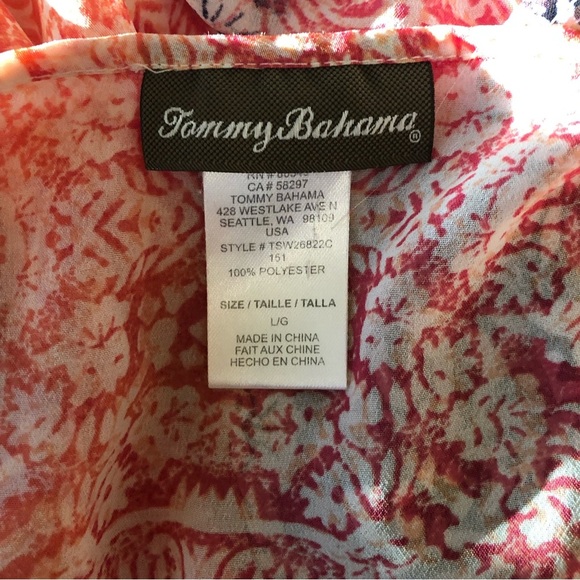 Tommy Bahama ®
RN #
CA # 58297
TOMMY BAHAMA
428 WESTLAKE AVE N
SEATTLE, WA 98109
USA
STYLE # TSW26822C
151
100% POLYESTER
SIZE / TAILLE / TALLA
L/G
MADE IN CHINA
FAIT AUX CHINE
HECHO EN CHINA